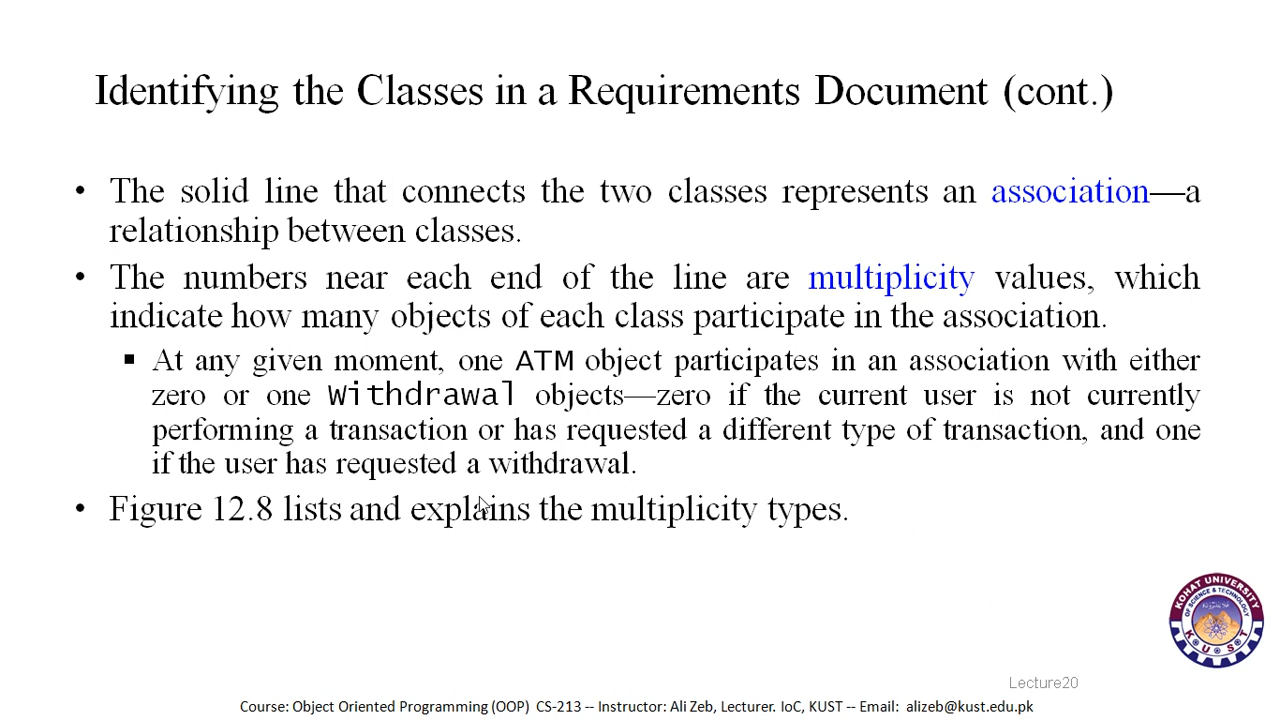 Identifying the Classes in a Requirements Document (cont.)
• The solid line that connects the two classes represents an association—a
relationship between classes.
• The numbers near each end of the line are multiplicity values, which
indicate how many objects of each class participate in the association.
▪ At any given moment, one ATM object participates in an association with either
zero or one Withdrawal objects—zero if the current user is not currently
performing a transaction or has requested a different type of transaction, and one
if the user has requested a withdrawal.
• Figure 12.8 lists and explains the multiplicity types.
KOHAT UNIVERSITY
OF SCIENCE & TECHNOLOGY
K U S T
Lecture20
Course: Object Oriented Programming (OOP) CS-213 -- Instructor: Ali Zeb, Lecturer. IoC, KUST -- Email: alizeb@kust.edu.pk